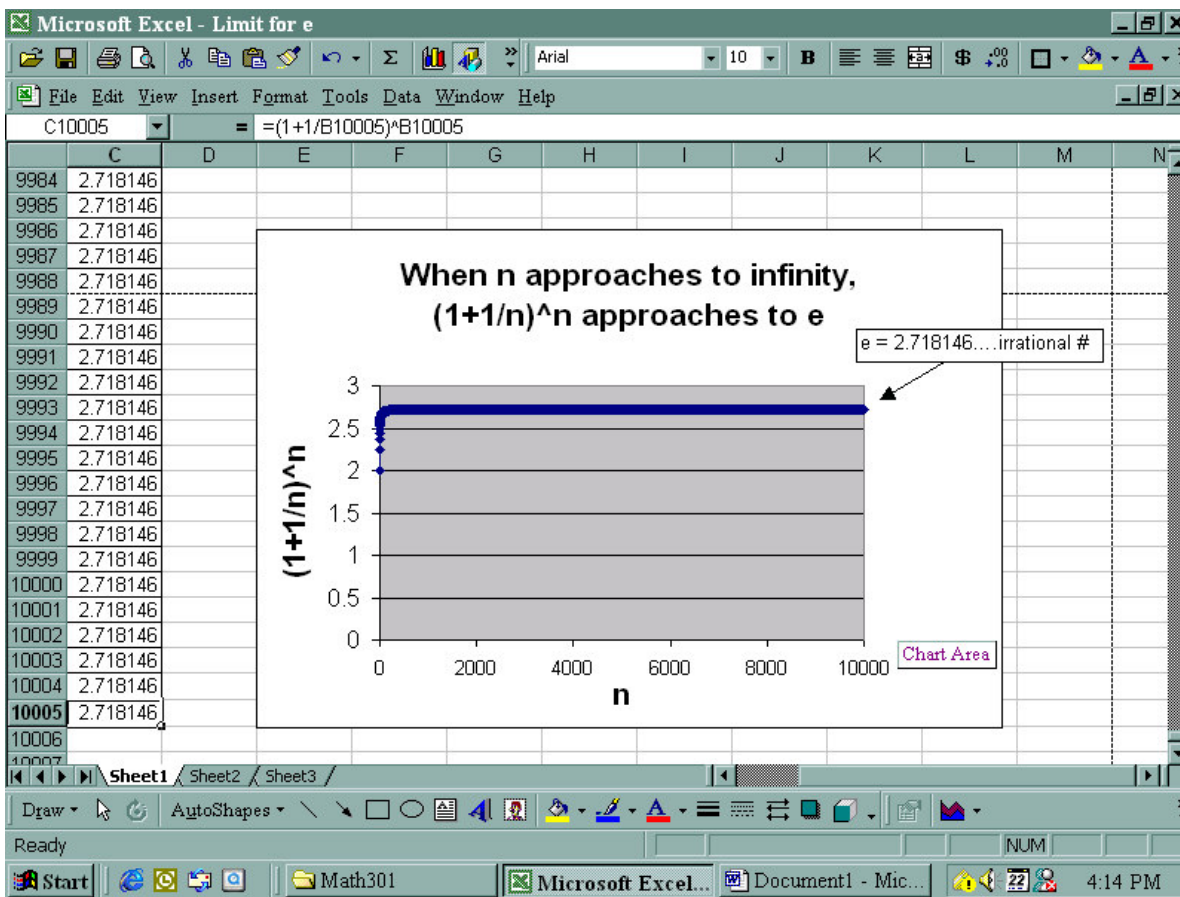 Microsoft Excel - Limit for e
Arial 10 B $ .00 .0 A
File Edit View Insert Format Tools Data Window Help
C10005 = =(1+1/B10005)^B10005
C D E F G H I J K L M N
9984 2.718146
9985 2.718146
9986 2.718146
9987 2.718146
9988 2.718146
9989 2.718146
9990 2.718146
9991 2.718146
9992 2.718146
9993 2.718146
9994 2.718146
9995 2.718146
9996 2.718146
9997 2.718146
9998 2.718146
9999 2.718146
10000 2.718146
10001 2.718146
10002 2.718146
10003 2.718146
10004 2.718146
10005 2.718146
10006
10007
When n approaches to infinity,
(1+1/n)^n approaches to e
e = 2.718146....irrational #
3
2.5
2
1.5
1
0.5
0
(1+1/n)^n
0 2000 4000 6000 8000 10000
n
Chart Area
Sheet1 Sheet2 Sheet3
Draw AutoShapes A
Ready NUM
Start Math301 Microsoft Excel... Document1 - Mic... 22 4:14 PM